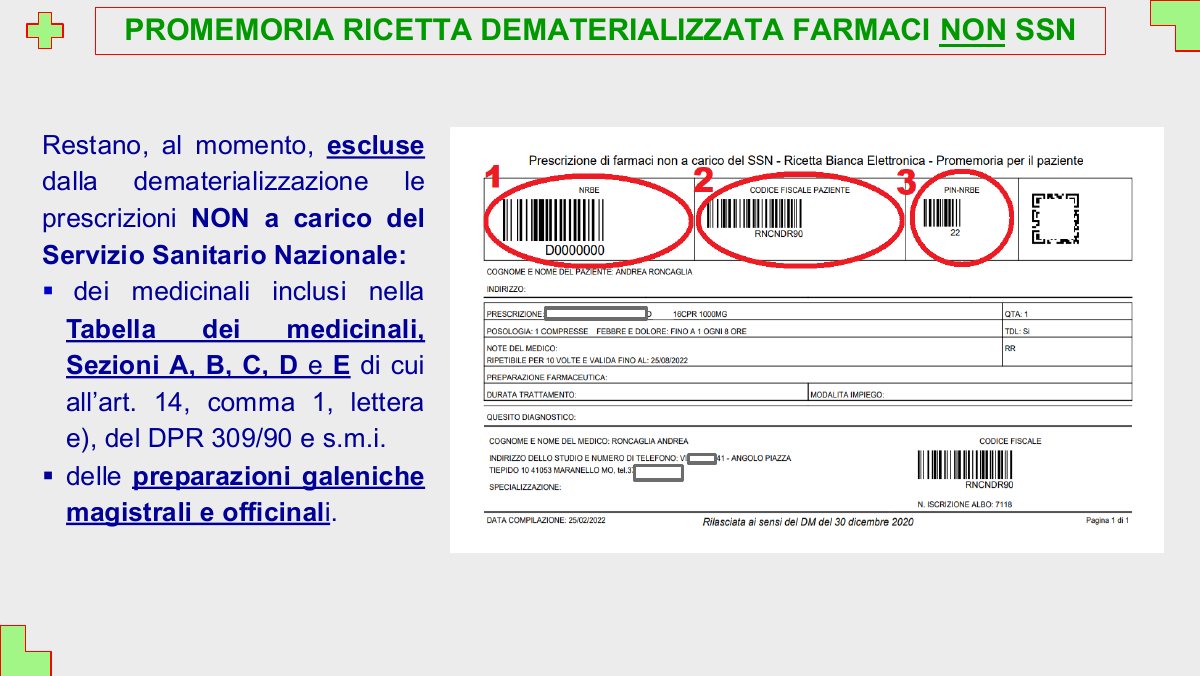 PROMEMORIA RICETTA DEMATERIALIZZATA FARMACI NON SSN
Restano, al momento, escluse
dalla dematerializzazione le
prescrizioni NON a carico del
Servizio Sanitario Nazionale:
▪ dei medicinali inclusi nella
Tabella dei medicinali,
Sezioni A, B, C, D e E di cui
all’art. 14, comma 1, lettera
e), del DPR 309/90 e s.m.i.
▪ delle preparazioni galeniche
magistrali e officinali.
Prescrizione di farmaci non a carico del SSN - Ricetta Bianca Elettronica - Promemoria per il paziente
1 2 3
NRBE CODICE FISCALE PAZIENTE PIN-NRBE
D0000000 RNCNDR90 22
COGNOME E NOME DEL PAZIENTE: ANDREA RONCAGLIA
INDIRIZZO:
PRESCRIZIONE: 16CPR 1000MG QTA: 1
POSOLOGIA: 1 COMPRESSE FEBBRE E DOLORE: FINO A 1 OGNI 8 ORE TDL: Si
NOTE DEL MEDICO: RR
RIPETIBILE PER 10 VOLTE E VALIDA FINO AL: 25/08/2022
PREPARAZIONE FARMACEUTICA:
DURATA TRATTAMENTO: MODALITA IMPIEGO:
QUESITO DIAGNOSTICO:
COGNOME E NOME DEL MEDICO: RONCAGLIA ANDREA CODICE FISCALE
INDIRIZZO DELLO STUDIO E NUMERO DI TELEFONO: V 41 - ANGOLO PIAZZA
TIEPIDO 10 41053 MARANELLO MO, tel.3
RNCNDR90
SPECIALIZZAZIONE:
N. ISCRIZIONE ALBO: 7118
DATA COMPILAZIONE: 25/02/2022 Rilasciata ai sensi del DM del 30 dicembre 2020 Pagina 1 di 1